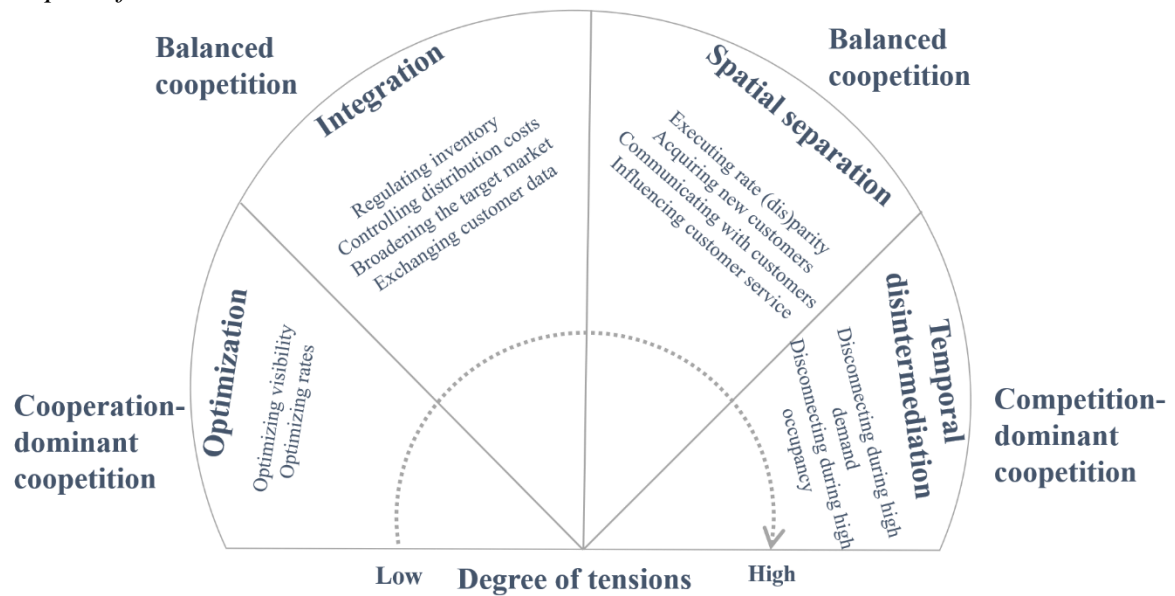 Balanced
coopetition
Balanced
coopetition
Integration
Regulating inventory
Controlling distribution costs
Broadening the target market
Exchanging customer data
Spatial separation
Executing rate (dis)parity
Acquiring new customers
Communicating with customers
Influencing customer service
Optimization
Optimizing visibility
Optimizing rates
Temporal
disintermediation
Disconnecting during high
demand
Disconnecting during high
occupancy
Cooperation-
dominant
coopetition
Competition-
dominant
coopetition
Low
Degree of tensions
High